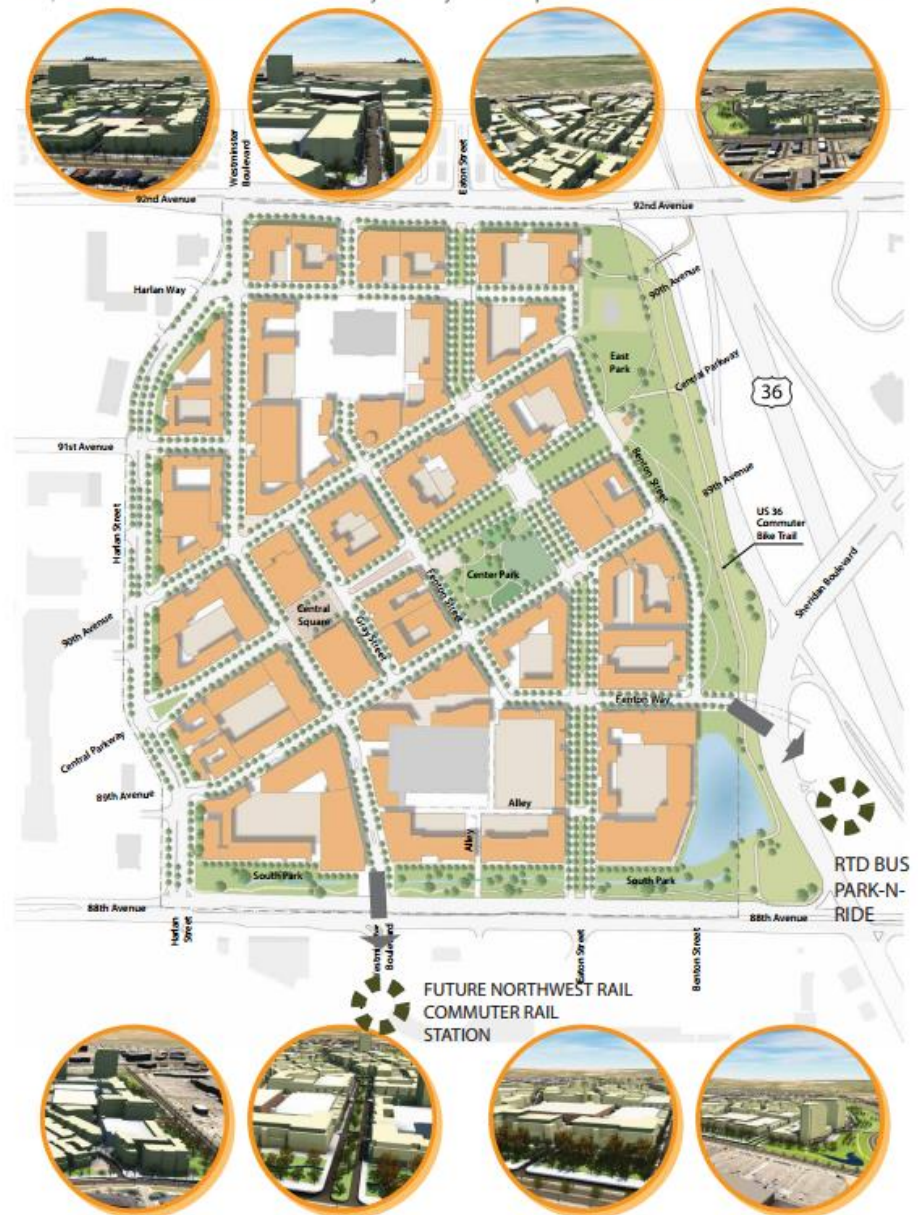 Westminster
Boulevard
Eaton Street
92nd Avenue
92nd Avenue
Harlan Way
90th Avenue
East
Park
Central Parkway
36
91st Avenue
Benton Street
89th Avenue
Harlan Street
US 36
Commuter
Bike Trail
Center Park
Fenton Street
Sheridan Boulevard
Central
Square
Gray Street
90th Avenue
Fenton Way
Central Parkway
89th Avenue
Alley
Alley
RTD BUS
PARK-N-
RIDE
South Park
South Park
88th Avenue
88th Avenue
Harlan
Street
Boulevard
Eaton Street
Benton Street
FUTURE NORTHWEST RAIL
COMMUTER RAIL
STATION